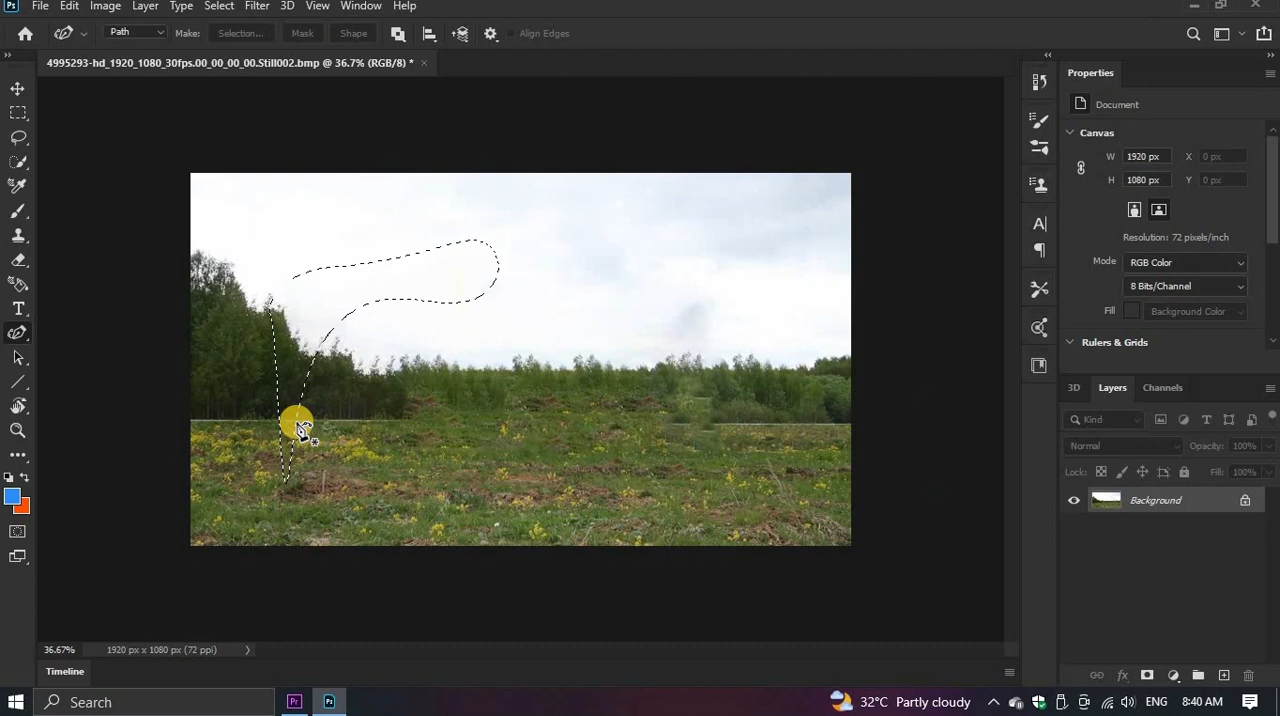 Ps File Edit Image Layer Type Select Filter 3D View Window Help
Path Make: Selection... Mask Shape Align Edges
4995293-hd_1920_1080_30fps.00_00_00_00.Still002.bmp @ 36.7% (RGB/8) *
Properties
Document
Canvas
W 1920 px X 0 px
H 1080 px Y 0 px
Resolution: 72 pixels/inch
Mode RGB Color
8 Bits/Channel
Fill Background Color
Rulers & Grids
3D Layers Channels
Kind
Normal Opacity: 100%
Lock: Fill: 100%
Background
36.67% 1920 px x 1080 px (72 ppi)
Timeline
Search Pr Ps 32°C Partly cloudy ENG 8:40 AM